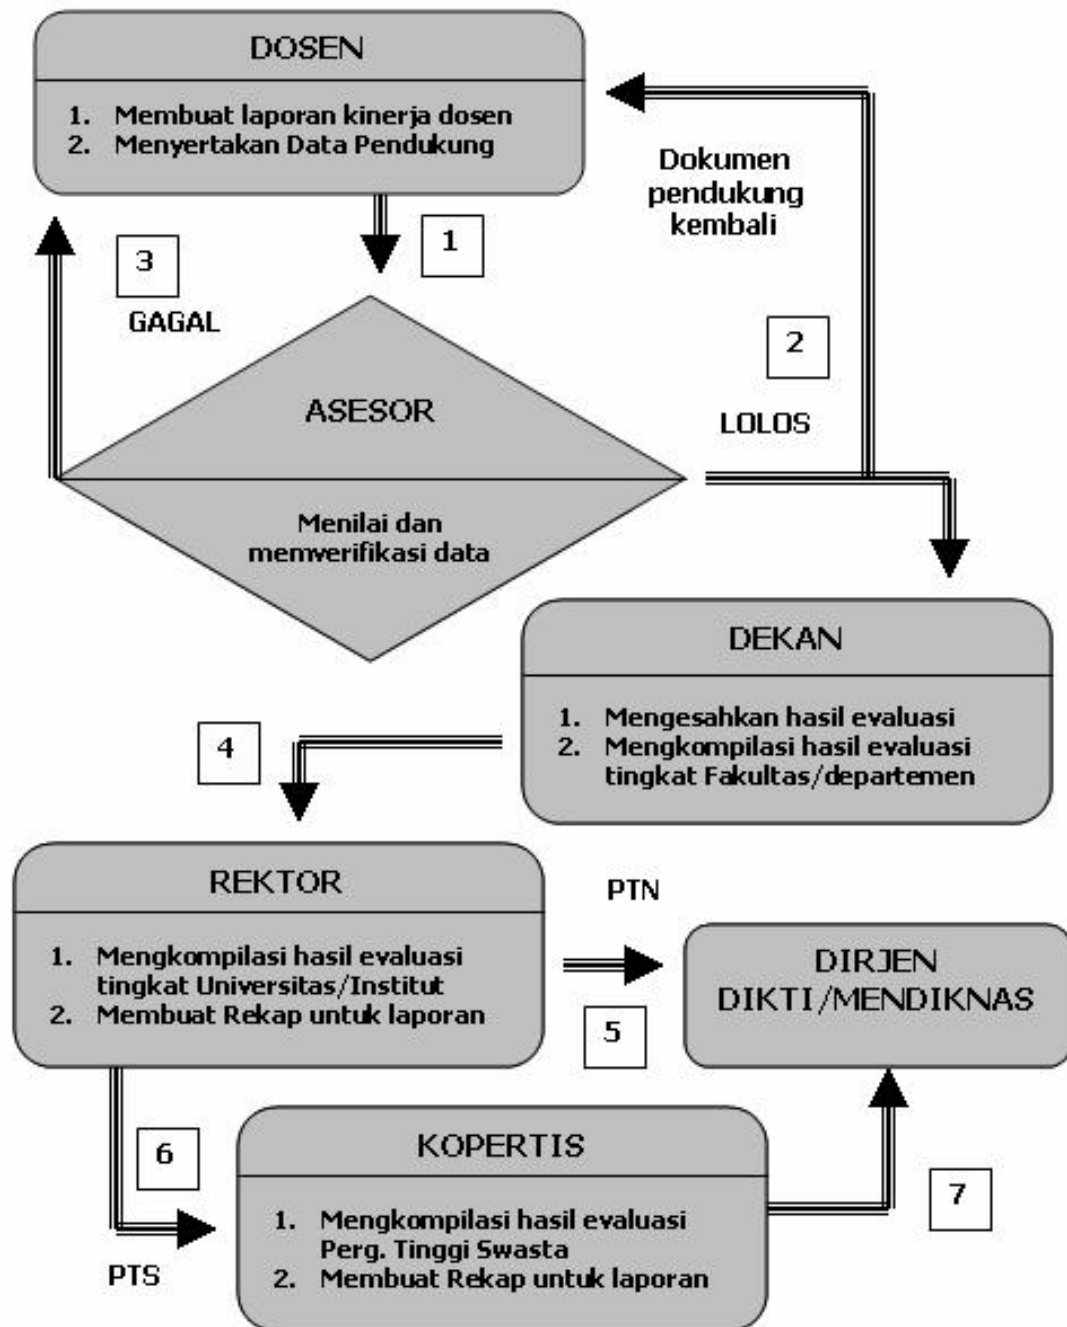 DOSEN
1. Membuat laporan kinerja dosen
2. Menyertakan Data Pendukung
Dokumen
pendukung
kembali
1
3
GAGAL
2
ASESOR
LOLOS
Menilai dan
memverifikasi data
DEKAN
1. Mengesahkan hasil evaluasi
2. Mengkompilasi hasil evaluasi
tingkat Fakultas/departemen
4
REKTOR
1. Mengkompilasi hasil evaluasi
tingkat Universitas/Institut
2. Membuat Rekap untuk laporan
PTN
5
DIRJEN
DIKTI/MENDIKNAS
6
PTS
KOPERTIS
1. Mengkompilasi hasil evaluasi
Perg. Tinggi Swasta
2. Membuat Rekap untuk laporan
7